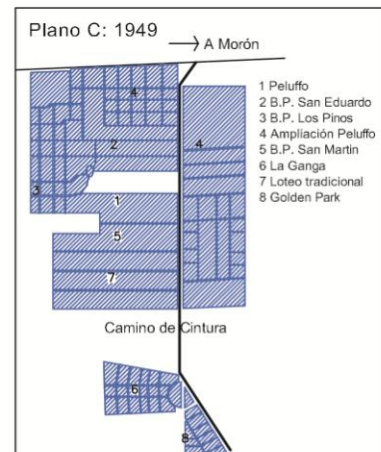 Plano C: 1949
A Morón
1 Peluffo
2 B.P. San Eduardo
3 B.P. Los Pinos
4 Ampliación Peluffo
5 B.P. San Martin
6 La Ganga
7 Loteo tradicional
8 Golden Park
4
2
4
3
1
5
7
Camino de Cintura
6
8